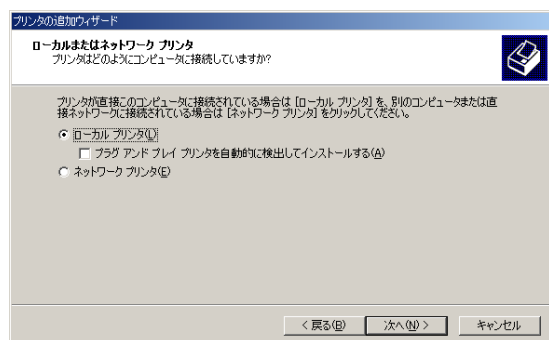 プリンタの追加ウィザード
ローカルまたはネットワーク プリンタ
プリンタはどのようにコンピュータに接続していますか?
プリンタが直接このコンピュータに接続されている場合は [ローカル プリンタ] を、別のコンピュータまたは直
接ネットワークに接続されている場合は [ネットワーク プリンタ] をクリックしてください。
ローカル プリンタ(L)
プラグ アンド プレイ プリンタを自動的に検出してインストールする(A)
ネットワーク プリンタ(E)
< 戻る(B) 次へ(N) > キャンセル